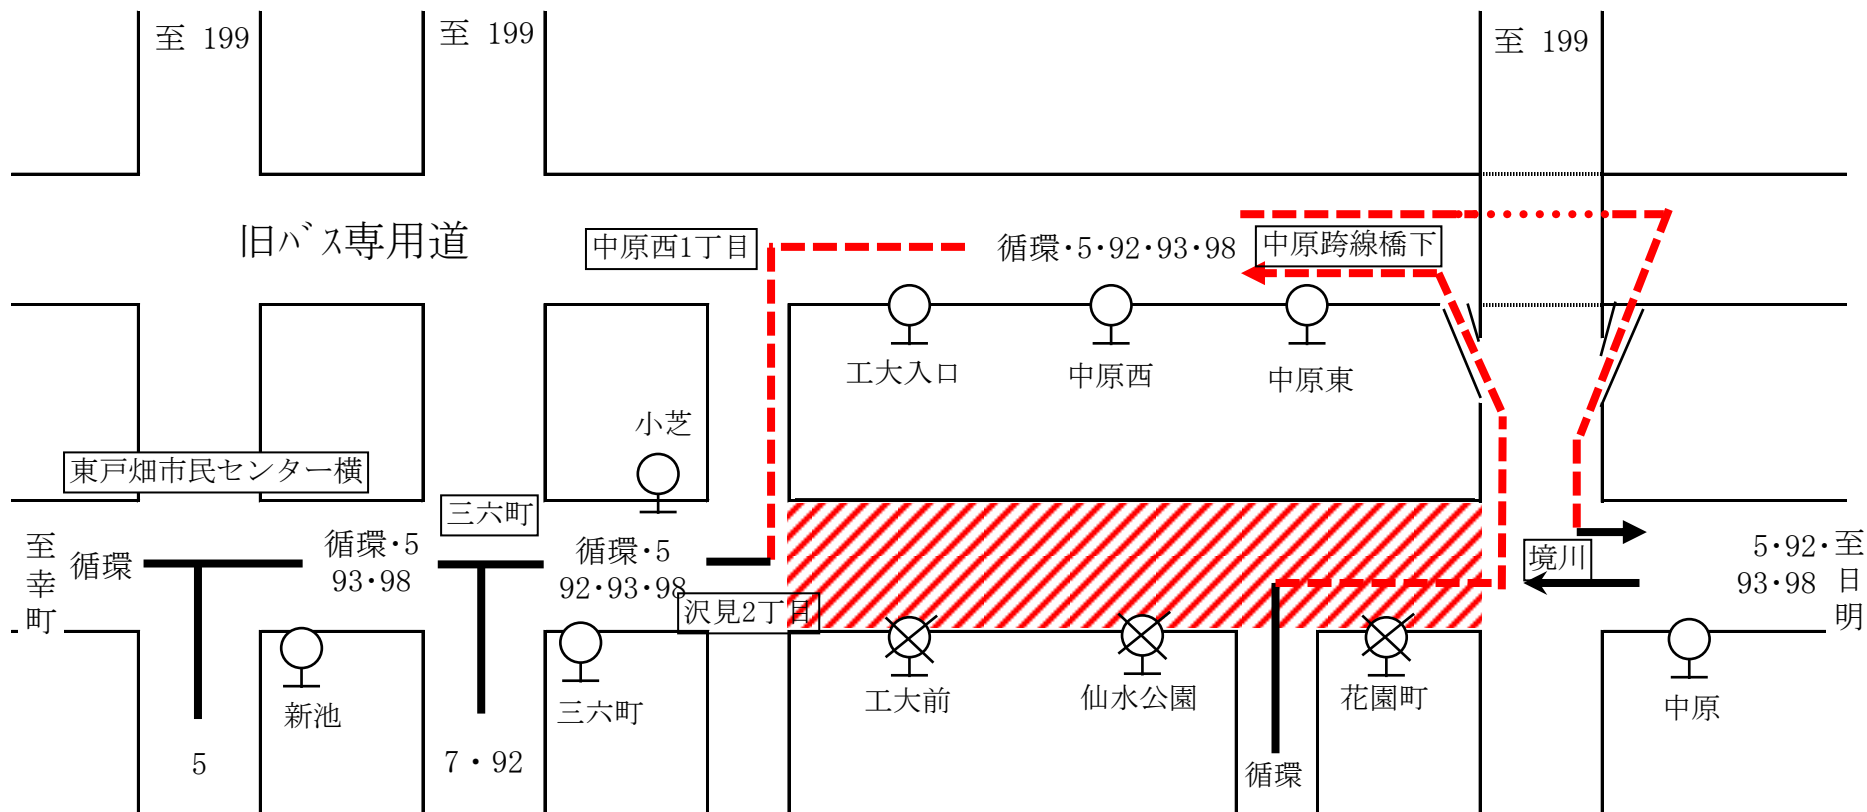 至 199
至 199
至 199
旧バス専用道
中原西1丁目
循環・5・92・93・98
中原跨線橋下
工大入口
中原西
中原東
小芝
東戸畑市民センター横
三六町
至幸町
循環
循環・5
93・98
循環・5
92・93・98
沢見2丁目
境川
5・92・
93・98
至日明
新池
三六町
工大前
仙水公園
花園町
中原
5
7・92
循環